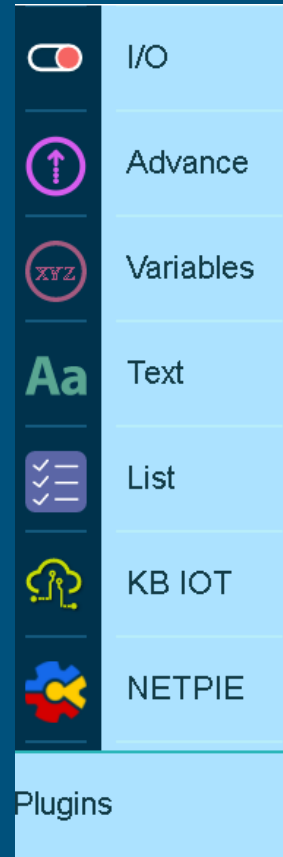 I/O
Advance
XYZ
Variables
Aa
Text
List
KB IOT
NETPIE
Plugins